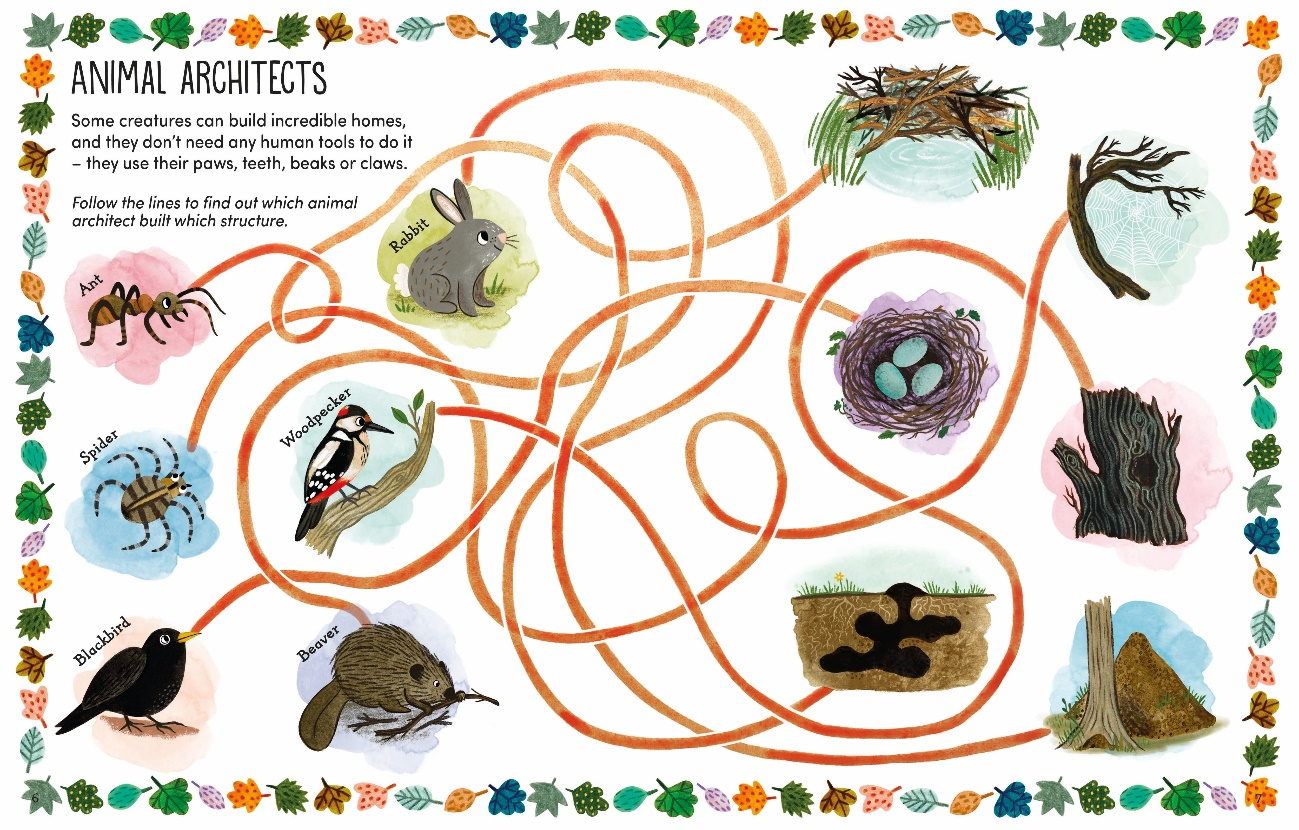 ANIMAL ARCHITECTS
Some creatures can build incredible homes,
and they don't need any human tools to do it
– they use their paws, teeth, beaks or claws.
Follow the lines to find out which animal
architect built which structure.
Rabbit
Ant
Woodpecker
Spider
Blackbird
Beaver
6
7